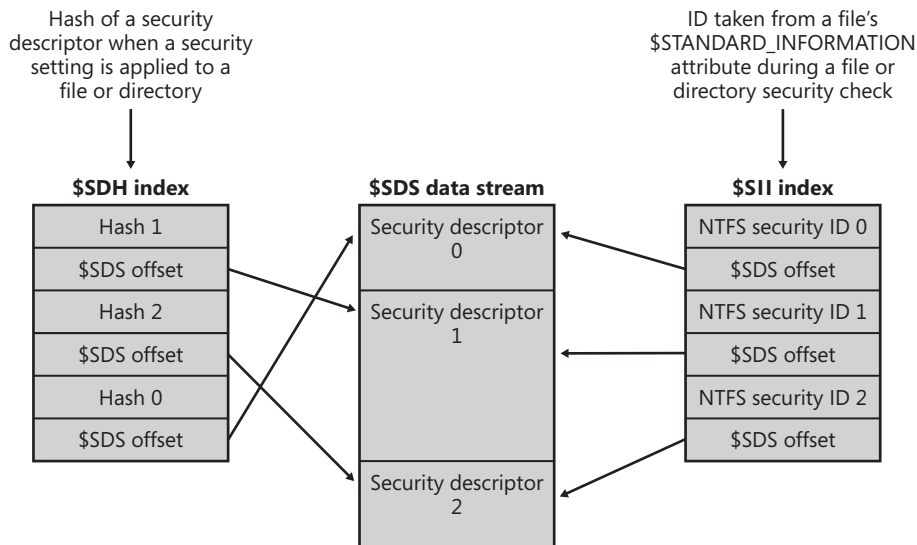 Hash of a security
descriptor when a security
setting is applied to a
file or directory
ID taken from a file's
$STANDARD_INFORMATION
attribute during a file or
directory security check
$SDH index
Hash 1
$SDS offset
Hash 2
$SDS offset
Hash 0
$SDS offset
$SDS data stream
Security descriptor
0
Security descriptor
1
Security descriptor
2
$SII index
NTFS security ID 0
$SDS offset
NTFS security ID 1
$SDS offset
NTFS security ID 2
$SDS offset